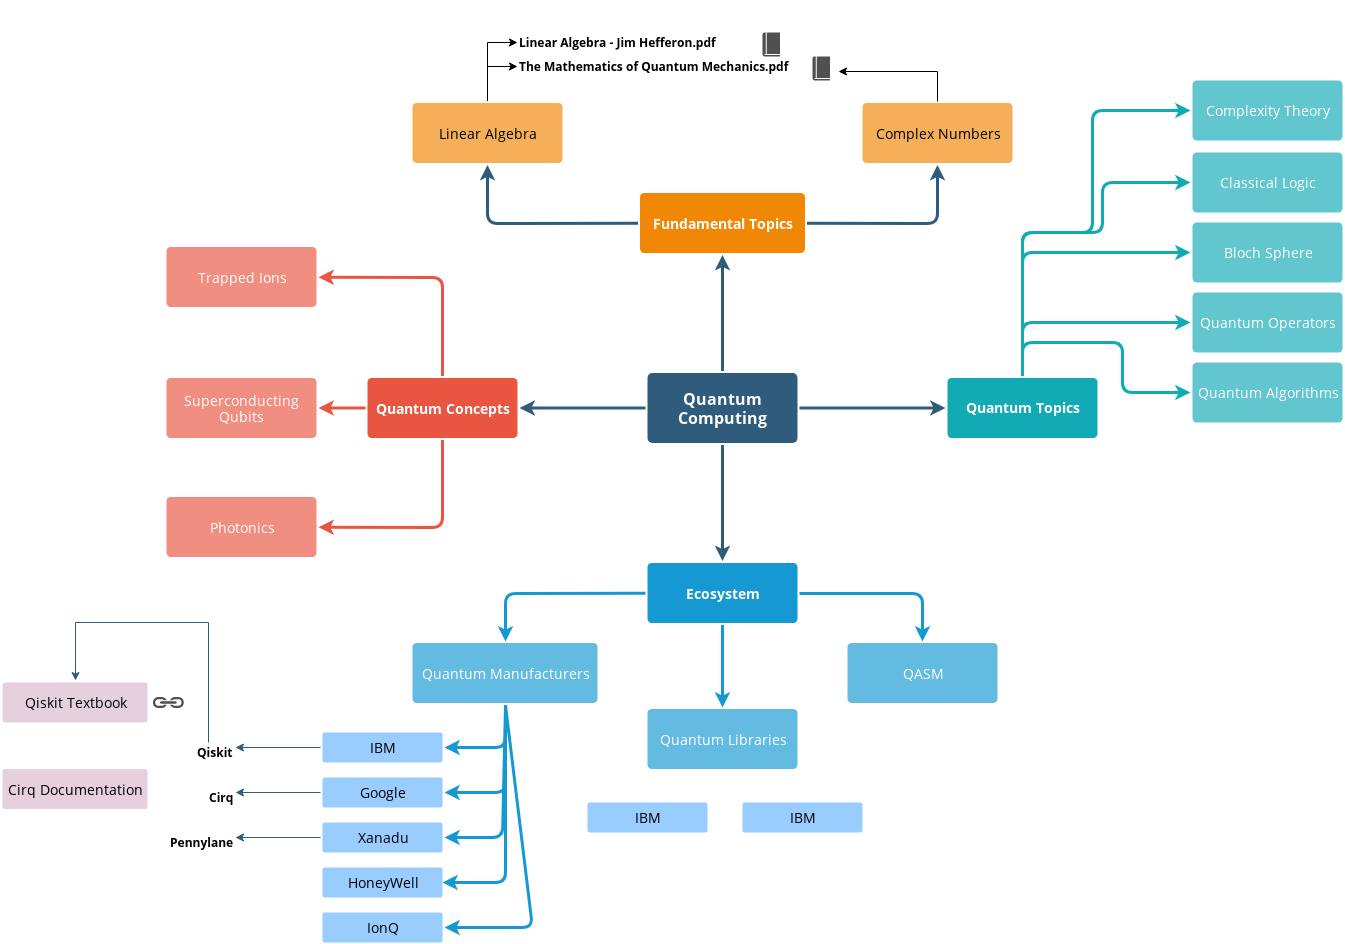 Linear Algebra - Jim Hefferon.pdf
The Mathematics of Quantum Mechanics.pdf
Linear Algebra
Complex Numbers
Complexity Theory
Classical Logic
Fundamental Topics
Bloch Sphere
Trapped Ions
Quantum Operators
Superconducting
Qubits
Quantum Concepts
Quantum
Computing
Quantum Topics
Quantum Algorithms
Photonics
Ecosystem
Quantum Manufacturers
QASM
Quantum Libraries
Qiskit Textbook
Qiskit
IBM
Cirq Documentation
Cirq
Google
Pennylane
Xanadu
IBM
IBM
HoneyWell
IonQ